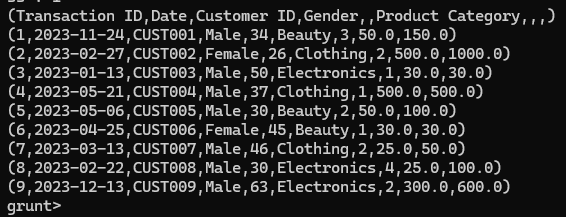 (Transaction ID,Date,Customer ID,Gender,,Product Category,,,)
(1,2023-11-24,CUST001,Male,34,Beauty,3,50.0,150.0)
(2,2023-02-27,CUST002,Female,26,Clothing,2,500.0,1000.0)
(3,2023-01-13,CUST003,Male,50,Electronics,1,30.0,30.0)
(4,2023-05-21,CUST004,Male,37,Clothing,1,500.0,500.0)
(5,2023-05-06,CUST005,Male,30,Beauty,2,50.0,100.0)
(6,2023-04-25,CUST006,Female,45,Beauty,1,30.0,30.0)
(7,2023-03-13,CUST007,Male,46,Clothing,2,25.0,50.0)
(8,2023-02-22,CUST008,Male,30,Electronics,4,25.0,100.0)
(9,2023-12-13,CUST009,Male,63,Electronics,2,300.0,600.0)
grunt>